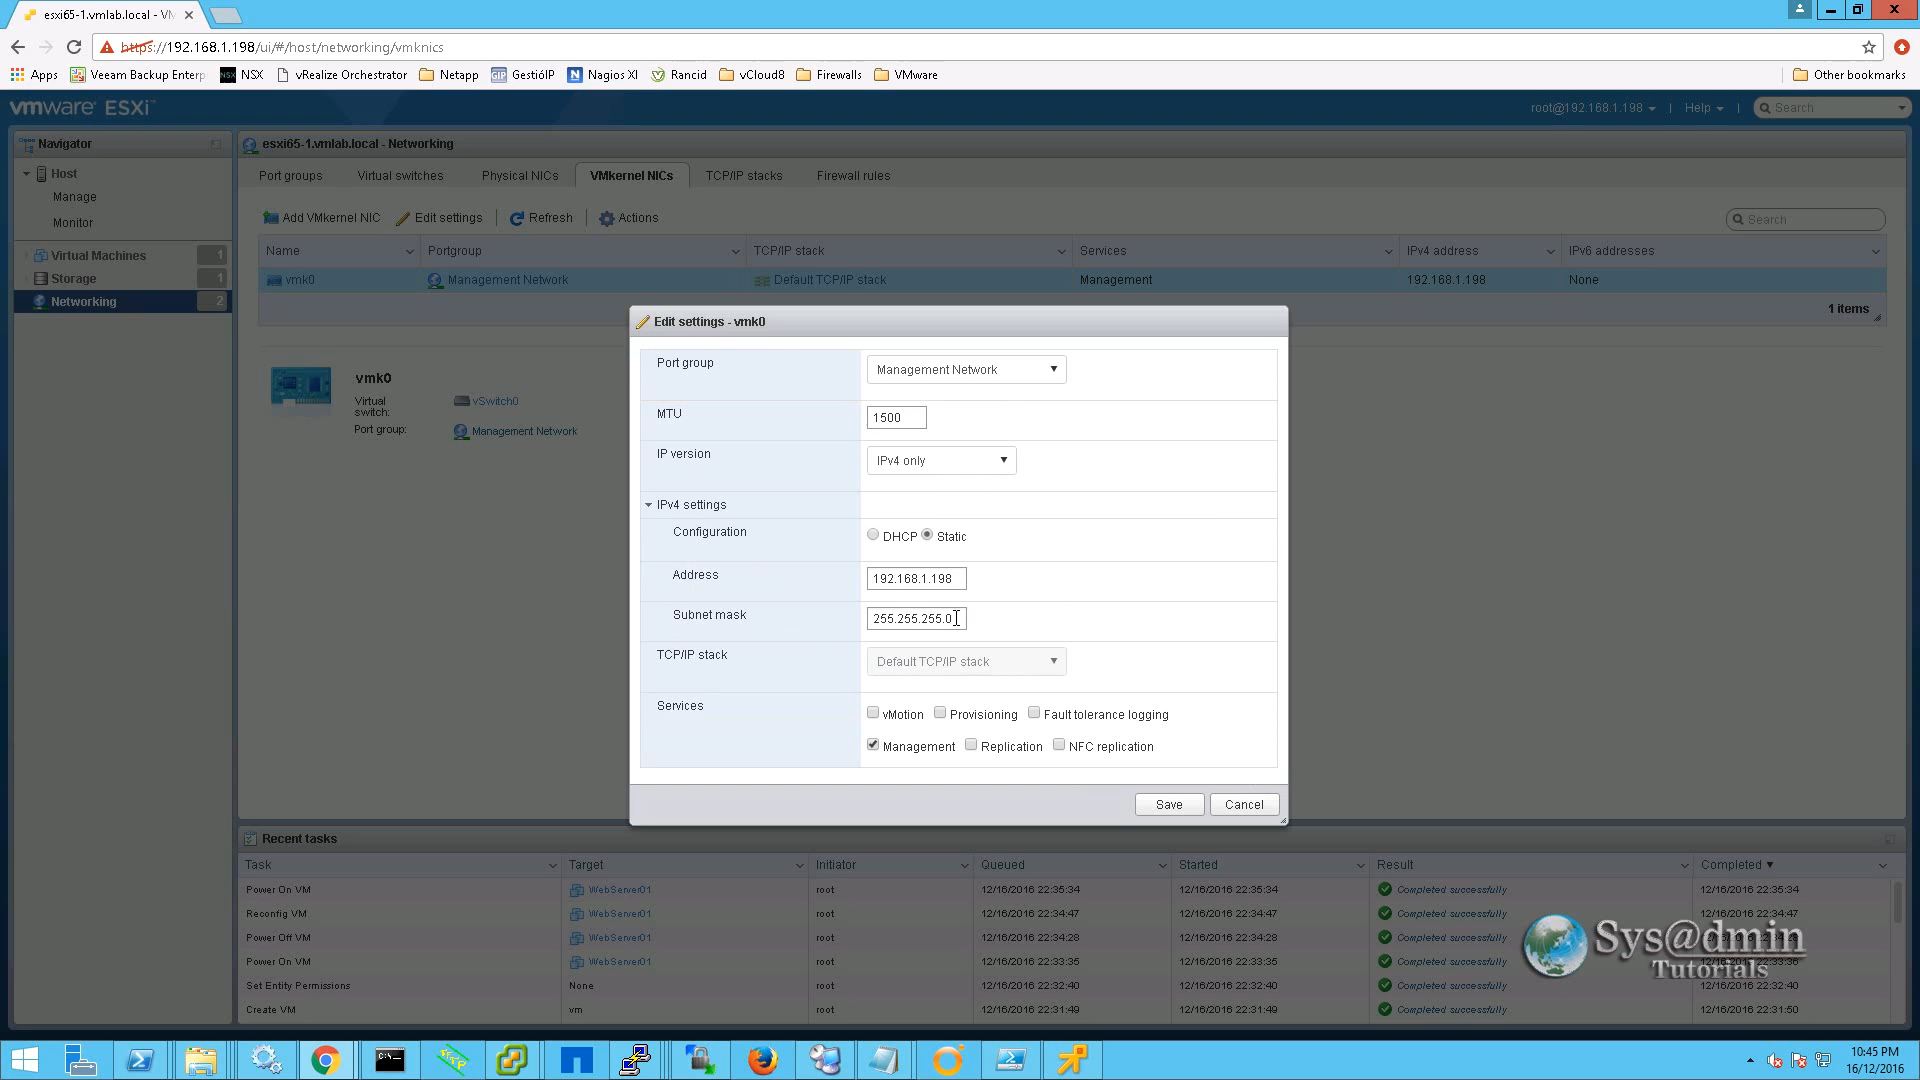 esxi65-1.vmlab.local - VM
https://192.168.1.198/ui/#/host/networking/vmknics
Apps Veeam Backup Enterp NSX vRealize Orchestrator Netapp GestióIP Nagios XI Rancid vCloud8 Firewalls VMware Other bookmarks
vmware ESXi
root@192.168.1.198 | Help | Search
Navigator
Host
Manage
Monitor
Virtual Machines 1
Storage 1
Networking 2
esxi65-1.vmlab.local - Networking
Port groups Virtual switches Physical NICs VMkernel NICs TCP/IP stacks Firewall rules
Add VMkernel NIC Edit settings Refresh Actions Search
Name Portgroup TCP/IP stack Services IPv4 address IPv6 addresses
vmk0 Management Network Default TCP/IP stack Management 192.168.1.198 None
1 items
vmk0
Virtual switch: vSwitch0
Port group: Management Network
Edit settings - vmk0
Port group Management Network
MTU 1500
IP version IPv4 only
IPv4 settings
Configuration DHCP Static
Address 192.168.1.198
Subnet mask 255.255.255.0
TCP/IP stack Default TCP/IP stack
Services vMotion Provisioning Fault tolerance logging
Management Replication NFC replication
Save Cancel
Recent tasks
Task Target Initiator Queued Started Result Completed
Power On VM WebServer01 root 12/16/2016 22:35:34 12/16/2016 22:35:34 Completed successfully 12/16/2016 22:35:34
Reconfig VM WebServer01 root 12/16/2016 22:34:47 12/16/2016 22:34:47 Completed successfully 12/16/2016 22:34:47
Power Off VM WebServer01 root 12/16/2016 22:34:28 12/16/2016 22:34:28 Completed successfully 12/16/2016 22:34:28
Power On VM WebServer01 root 12/16/2016 22:33:35 12/16/2016 22:33:35 Completed successfully 12/16/2016 22:33:36
Set Entity Permissions None root 12/16/2016 22:32:40 12/16/2016 22:32:40 Completed successfully 12/16/2016 22:32:40
Create VM vm root 12/16/2016 22:31:49 12/16/2016 22:31:49 Completed successfully 12/16/2016 22:31:50
Sys@dmin
Tutorials
10:45 PM
16/12/2016